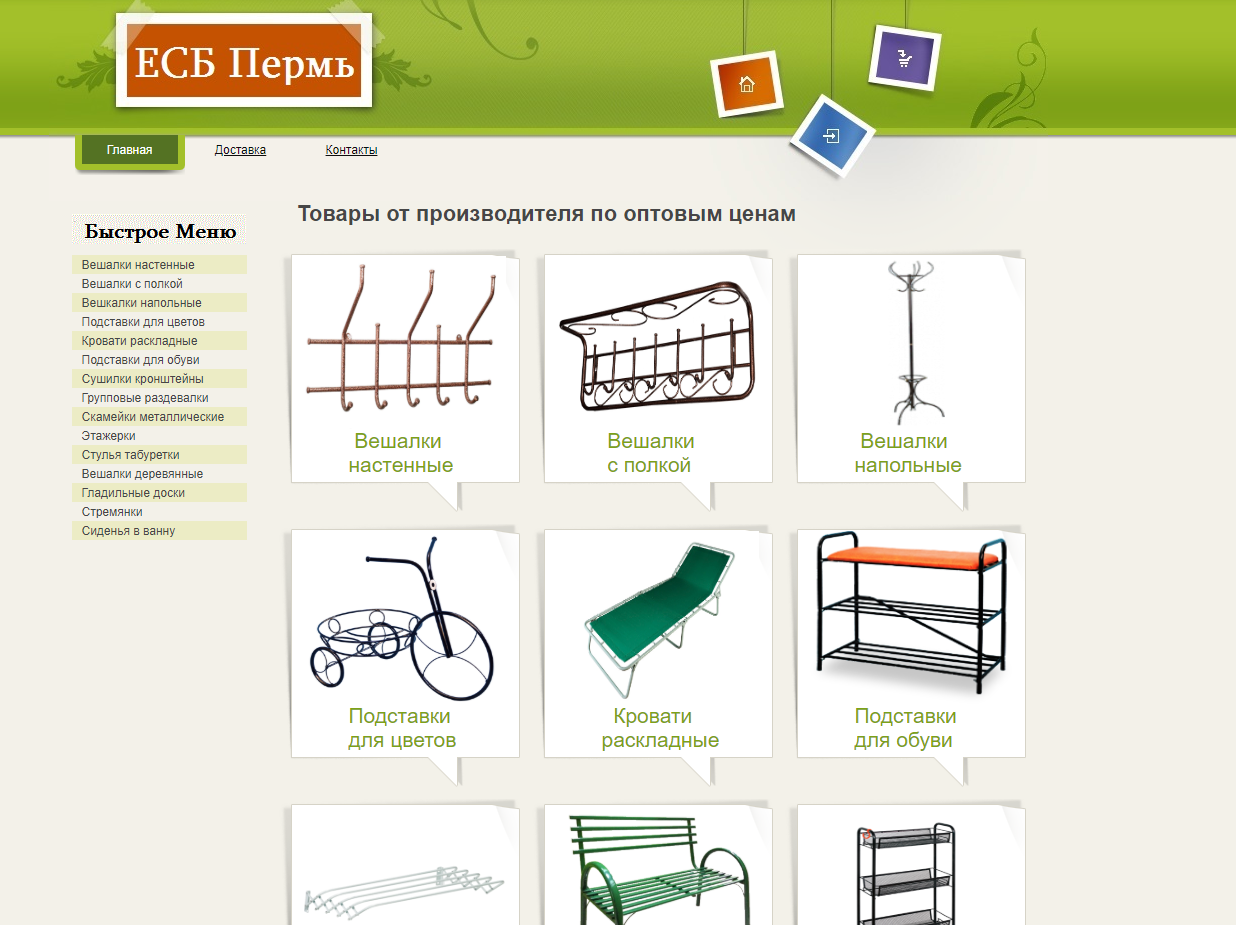 ЕСБ Пермь
Главная
Доставка
Контакты
Товары от производителя по оптовым ценам
Быстрое Меню
Вешалки настенные
Вешалки с полкой
Вешкалки напольные
Подставки для цветов
Кровати раскладные
Подставки для обуви
Сушилки кронштейны
Групповые раздевалки
Скамейки металлические
Этажерки
Стулья табуретки
Вешалки деревянные
Гладильные доски
Стремянки
Сиденья в ванну
Вешалки
настенные
Вешалки
с полкой
Вешалки
напольные
Подставки
для цветов
Кровати
раскладные
Подставки
для обуви